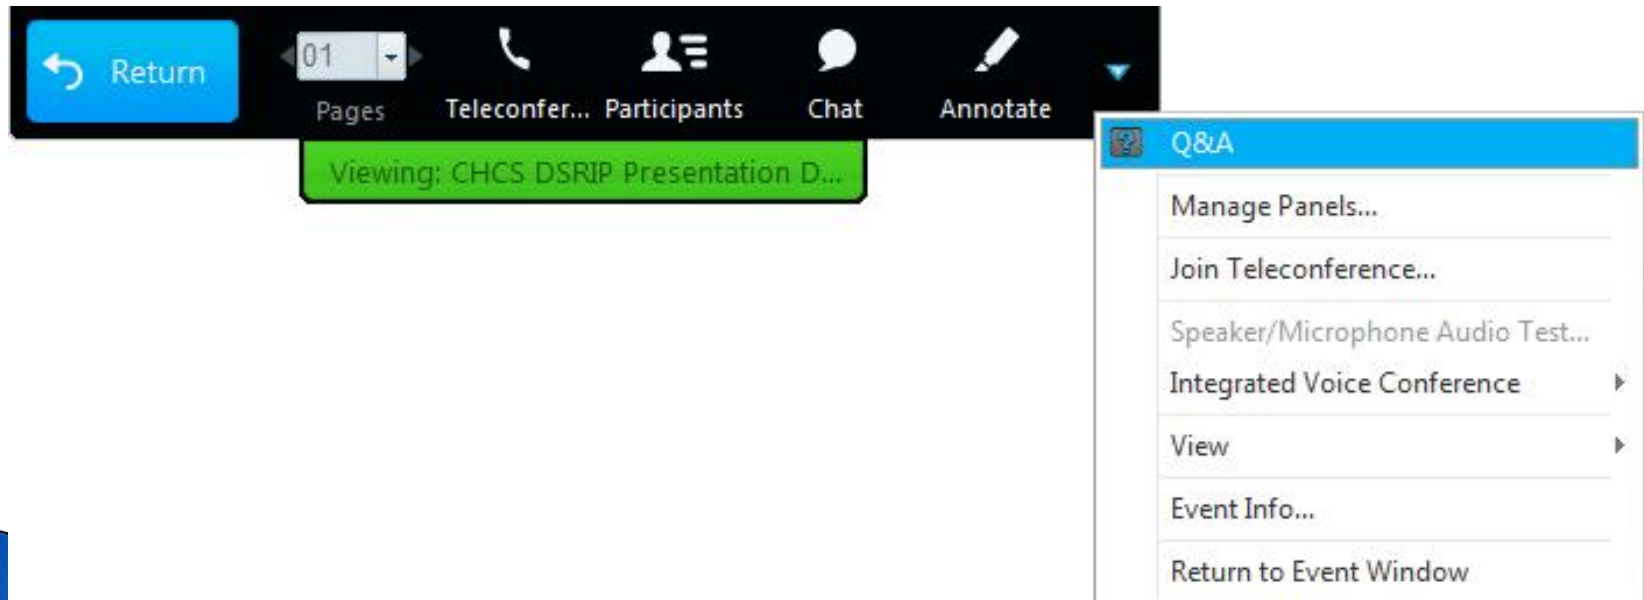 Return
01
Pages
Teleconfer...
Participants
Chat
Annotate
Viewing: CHCS DSRIP Presentation D...
Q&A
Manage Panels...
Join Teleconference...
Speaker/Microphone Audio Test...
Integrated Voice Conference
View
Event Info...
Return to Event Window